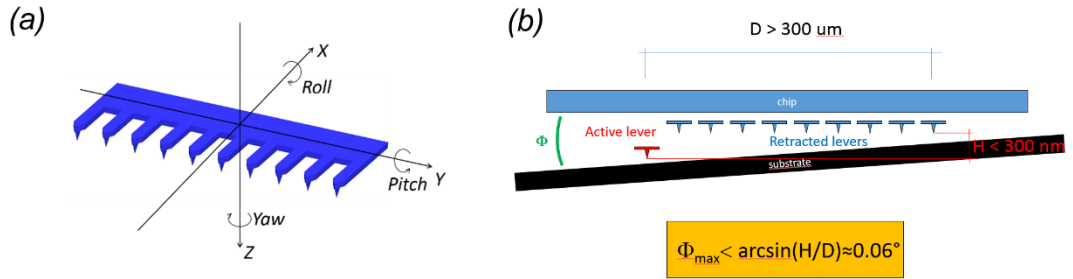 (a)
X
Roll
Pitch
Y
Yaw
Z
(b)
D > 300 um
chip
Φ
Active lever
Retracted levers
H < 300 nm
substrate
Φmax< arcsin(H/D)≈0.06°